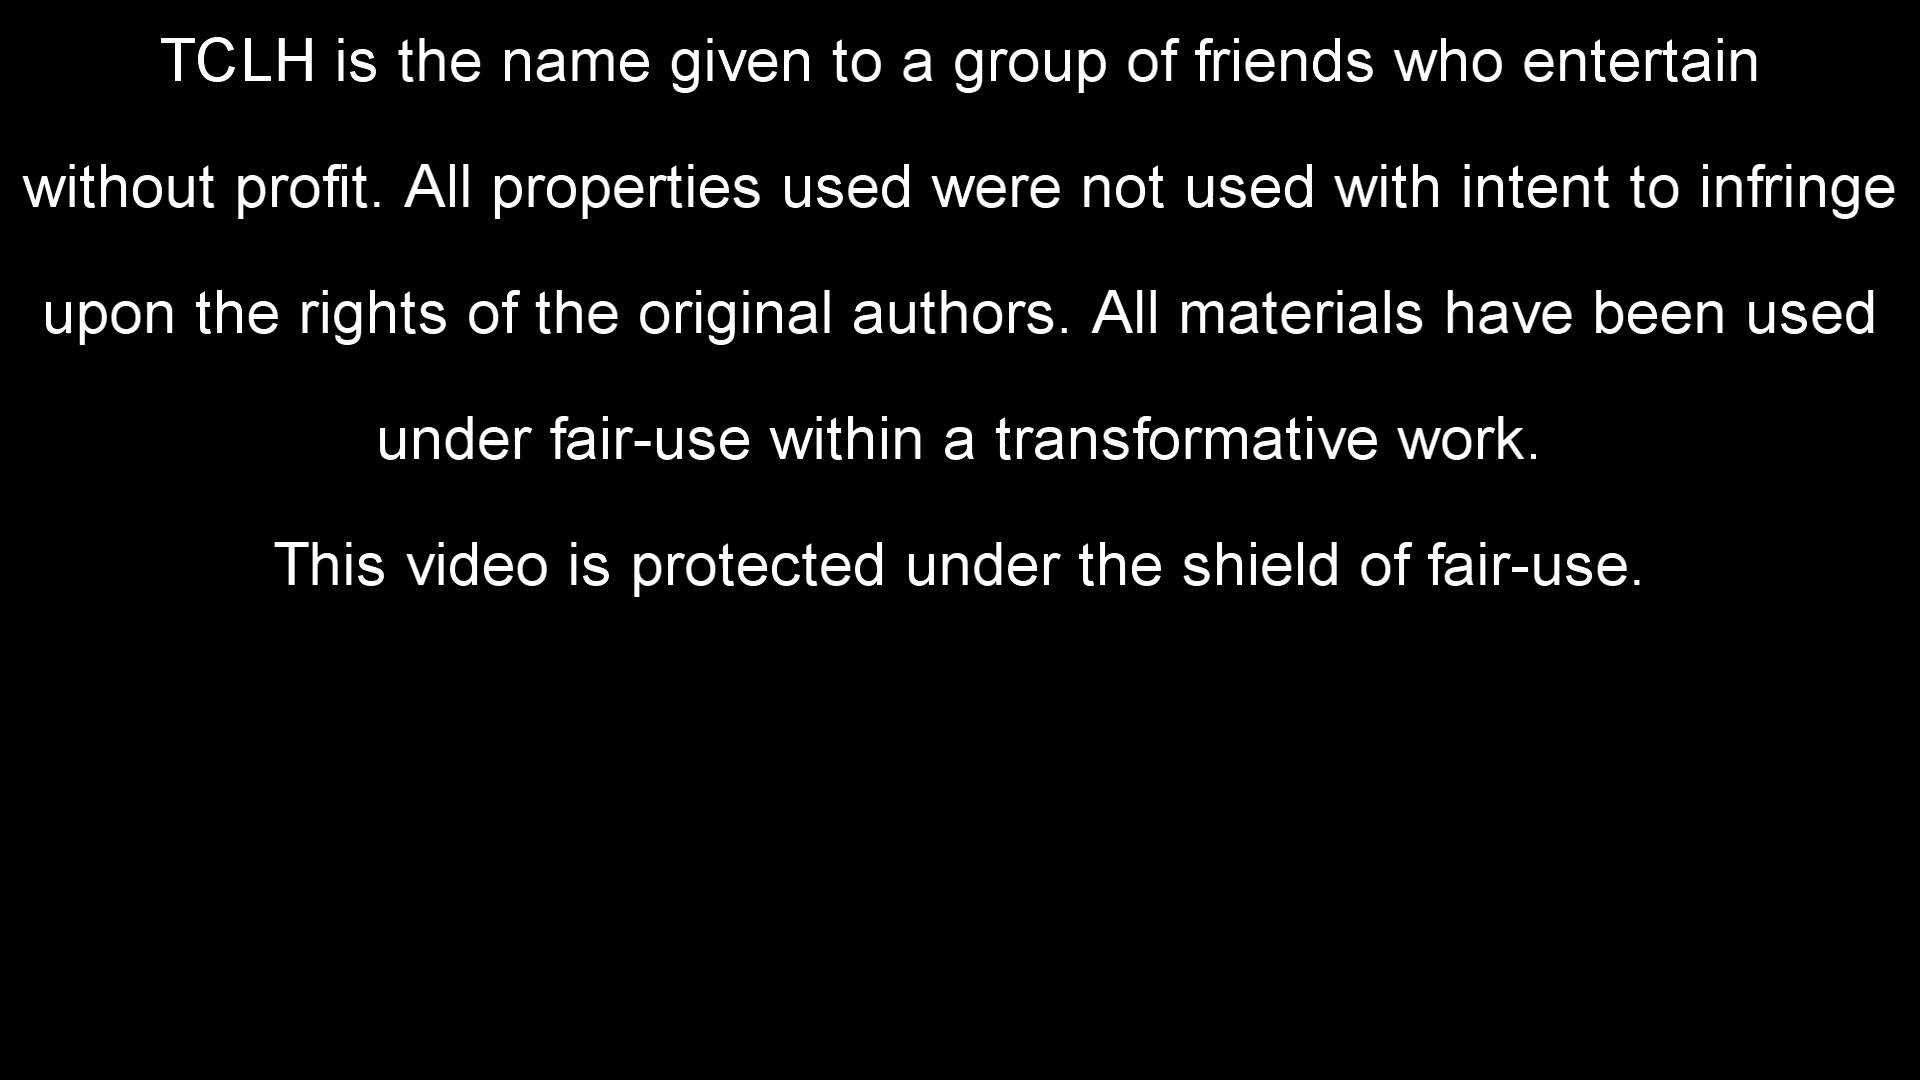 TCLH is the name given to a group of friends who entertain
without profit. All properties used were not used with intent to infringe
upon the rights of the original authors. All materials have been used
under fair-use within a transformative work.
This video is protected under the shield of fair-use.